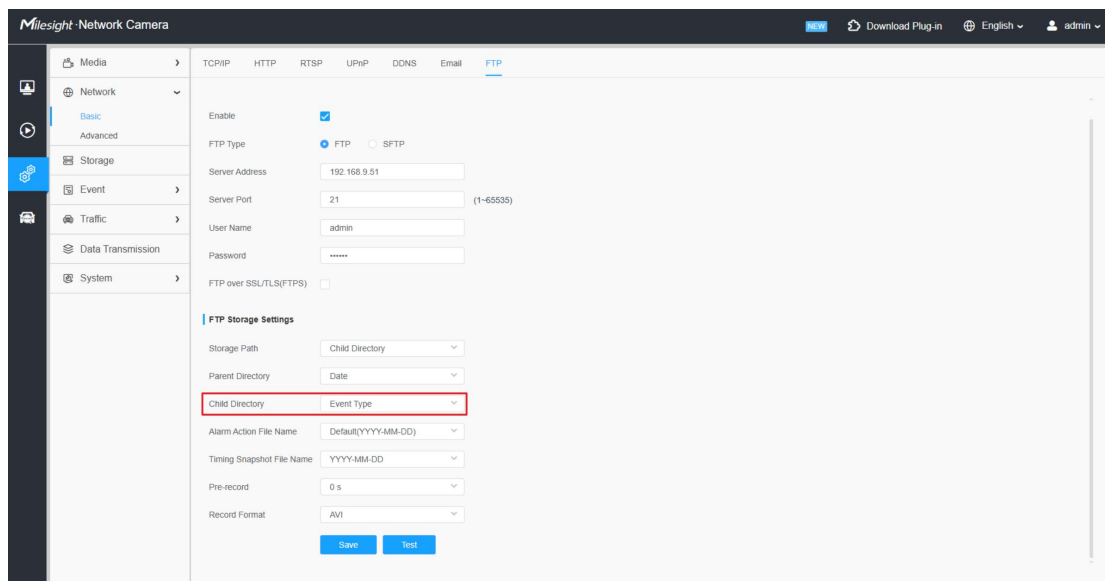 Milesight · Network Camera
NEW Download Plug-in English admin
Media
TCP/IP HTTP RTSP UPnP DDNS Email FTP
Network
Basic
Advanced
Storage
Event
Traffic
Data Transmission
System
Enable
FTP Type FTP SFTP
Server Address 192.168.9.51
Server Port 21 (1~65535)
User Name admin
Password ••••••
FTP over SSL/TLS(FTPS)
FTP Storage Settings
Storage Path Child Directory
Parent Directory Date
Child Directory Event Type
Alarm Action File Name Default(YYYY-MM-DD)
Timing Snapshot File Name YYYY-MM-DD
Pre-record 0 s
Record Format AVI
Save Test